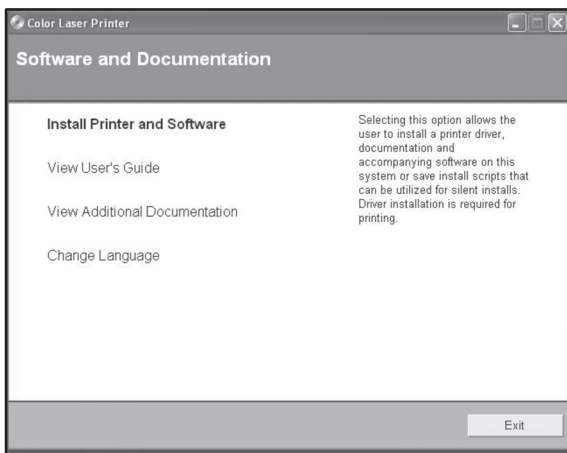 Color Laser Printer
Software and Documentation
Install Printer and Software
View User's Guide
View Additional Documentation
Change Language
Selecting this option allows the
user to install a printer driver,
documentation and
accompanying software on this
system or save install scripts that
can be utilized for silent installs.
Driver installation is required for
printing.
Exit